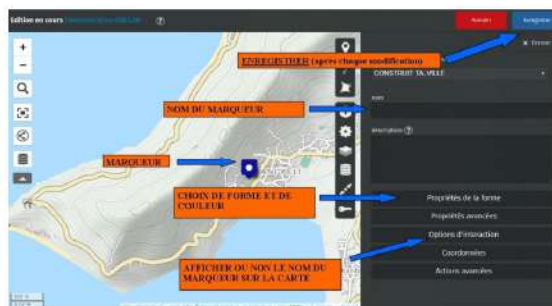 Edition en cours
Annuler
Enregistrer
Fermer
ENREGISTRER (après chaque modification)
CONSTRUIT TA VILLE
nom
NOM DU MARQUEUR
description
MARQUEUR
CHOIX DE FORME ET DE
COULEUR
Propriétés de la forme
Propriétés avancées
Options d'interaction
Coordonnées
Actions avancées
AFFICHER OU NON LE NOM DU
MARQUEUR SUR LA CARTE